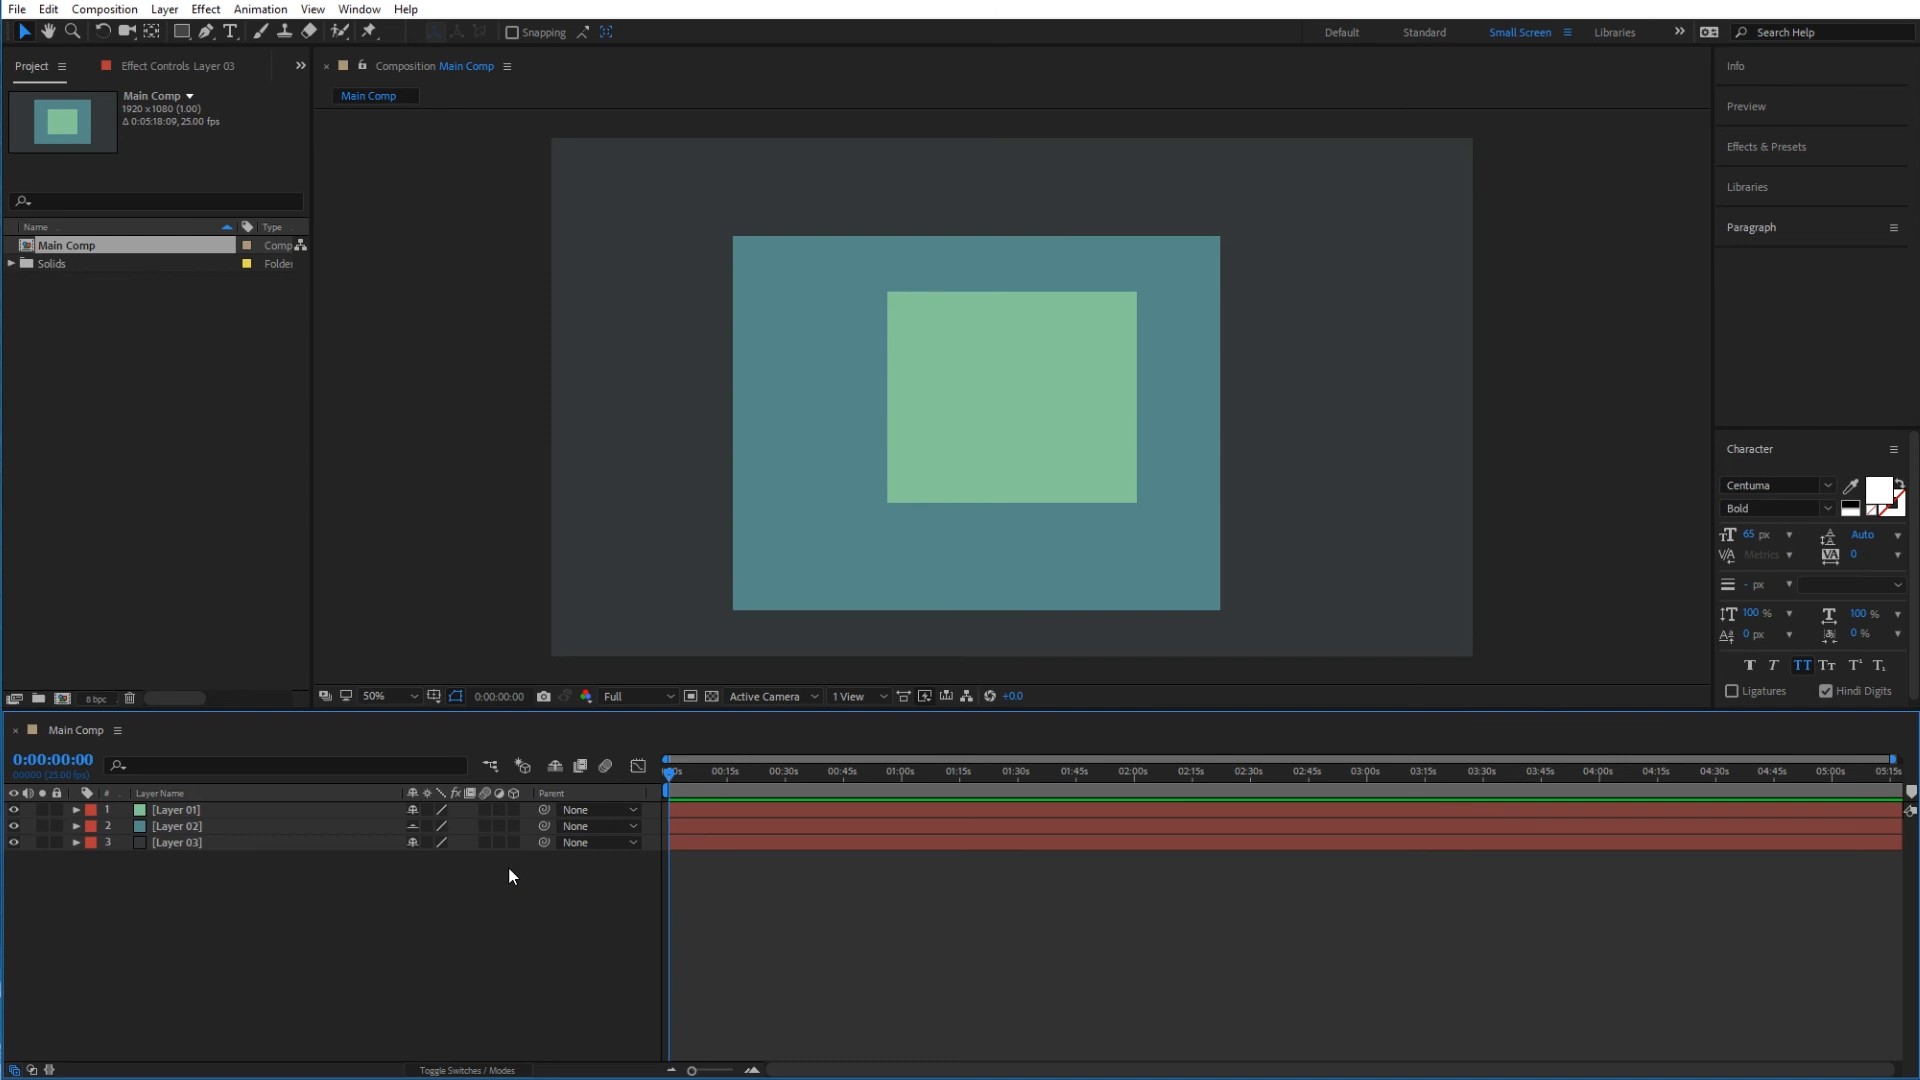 File Edit Composition Layer Effect Animation View Window Help
Snapping Default Standard Small Screen Libraries Search Help
Project Effect Controls Layer 03
Composition Main Comp
Info
Main Comp
Main Comp
1920 x1080 (1.00)
Δ 0:05:18:09, 25.00 fps
Preview
Effects & Presets
Libraries
Name Type
Paragraph
Main Comp Comp
Solids Folder
Character
Centuma
Bold
65 px Auto
Metrics 0
- px
100 % 100 %
0 px 0 %
T T TT Tt T¹ T₁
Ligatures Hindi Digits
8 bpc 50% 0:00:00:00 Full Active Camera 1 View +0.0
Main Comp
0:00:00:00
00000 (25.00 fps)
00s 00:15s 00:30s 00:45s 01:00s 01:15s 01:30s 01:45s 02:00s 02:15s 02:30s 02:45s 03:00s 03:15s 03:30s 03:45s 04:00s 04:15s 04:30s 04:45s 05:00s 05:15s
# Layer Name fx Parent
1 [Layer 01] None
2 [Layer 02] None
3 [Layer 03] None
Toggle Switches / Modes